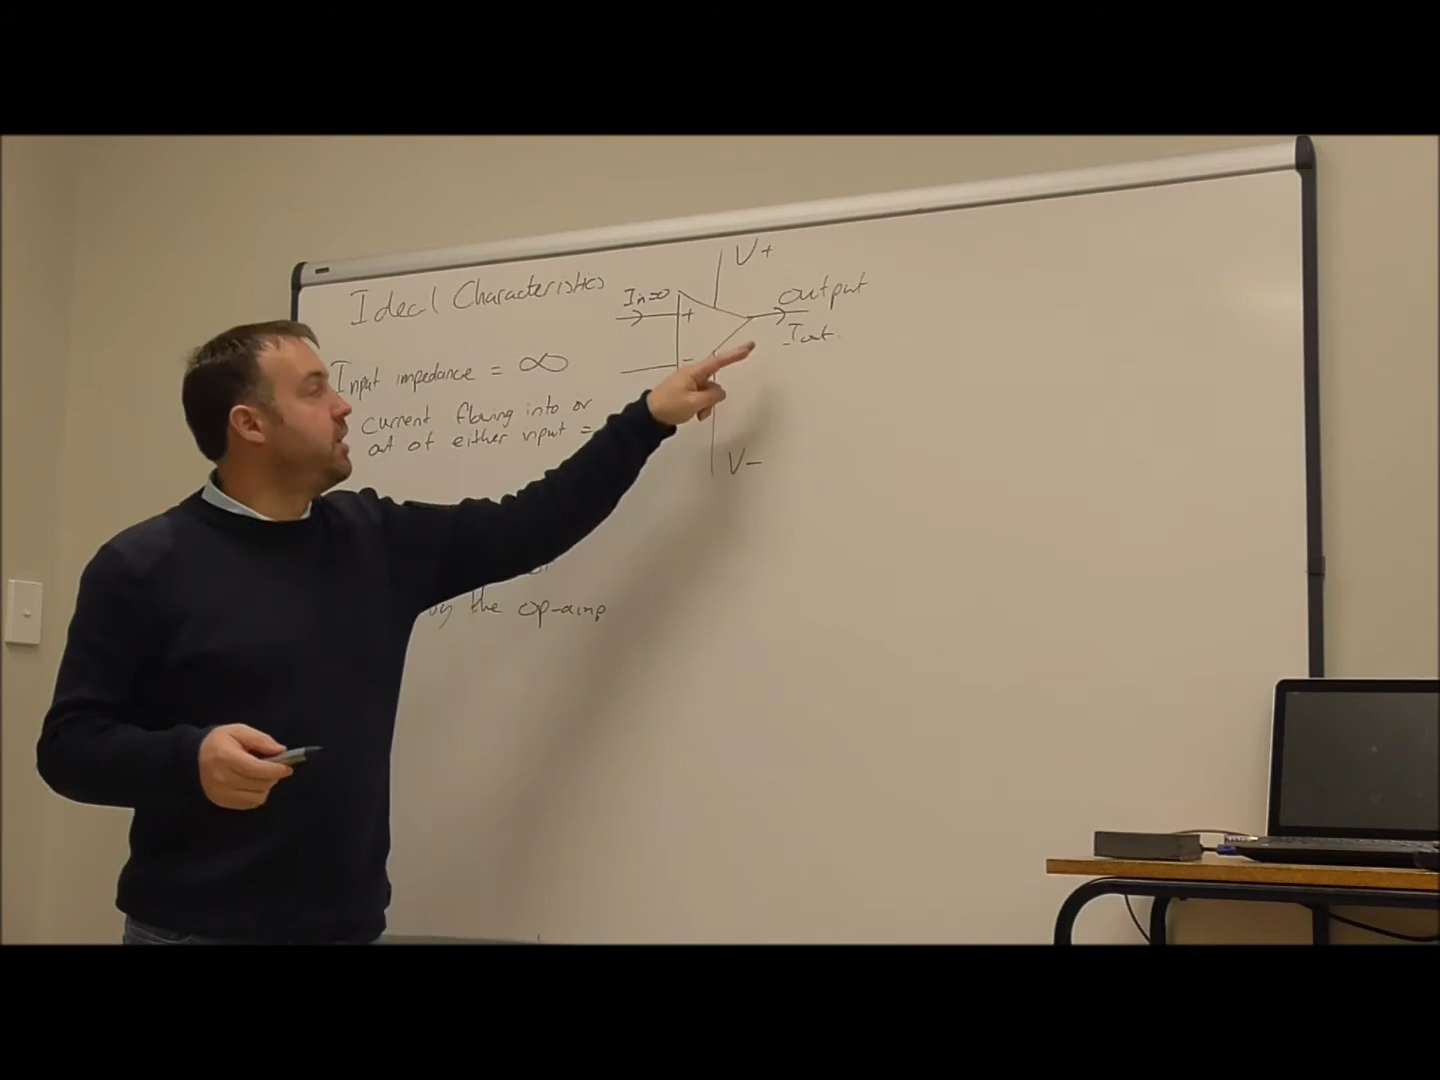 Ideal Characteristics
Input impedance = ∞
current flowing into or
out of either input =
by the op-amp
V+
Iin=0
+
-
output
Iout
V-